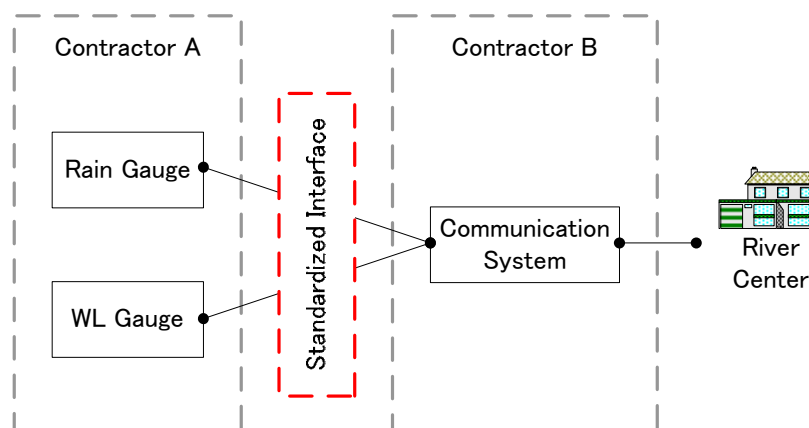 Contractor A
Contractor B
Rain Gauge
WL Gauge
Standardized Interface
Communication
System
River
Center